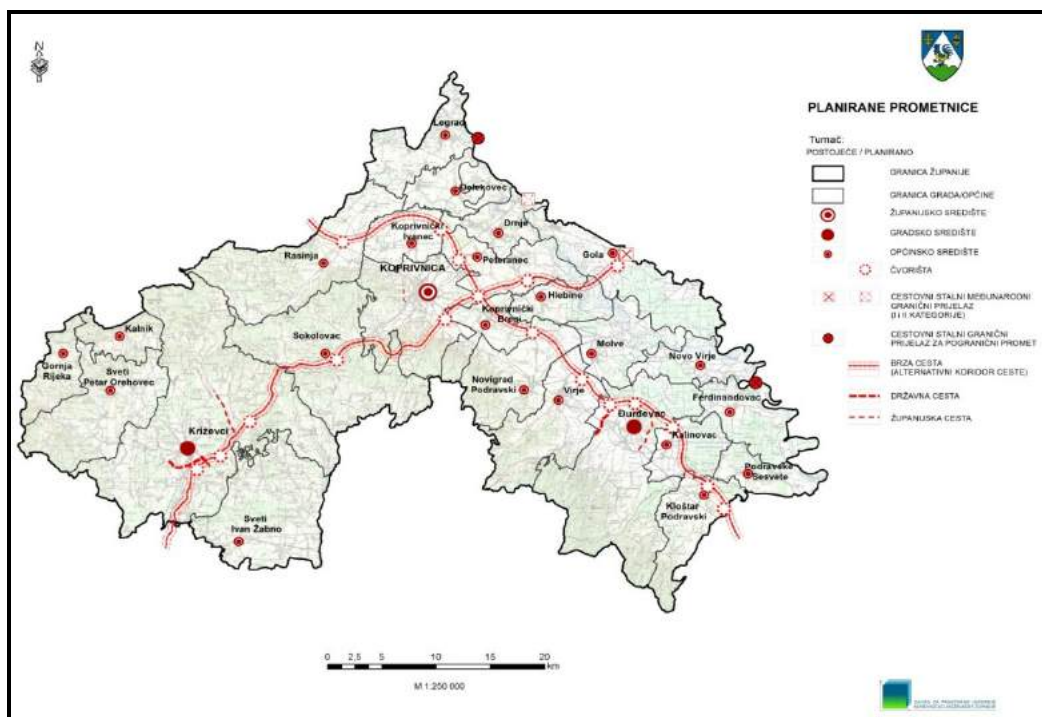 N
PLANIRANE PROMETNICE
Tumač:
POSTOJEĆE / PLANIRANO
GRANICA ŽUPANIJE
GRANICA GRADA/OPĆINE
ŽUPANIJSKO SREDIŠTE
GRADSKO SREDIŠTE
OPĆINSKO SREDIŠTE
ČVORIŠTA
CESTOVNI STALNI MEĐUNARODNI
GRANIČNI PRIJELAZ
(I I II KATEGORIJE)
CESTOVNI STALNI GRANIČNI
PRIJELAZ ZA POGRANIČNI PROMET
BRZA CESTA
(ALTERNATIVNI KORIDOR CESTE)
DRŽAVNA CESTA
ŽUPANIJSKA CESTA
Legrad
Đelekovec
Drnje
Koprivnički
Ivanec
Rasinja
Peteranec
Gola
KOPRIVNICA
Hlebine
Koprivnički
Bregi
Kalnik
Sokolovac
Gornja
Rijeka
Sveti
Petar Orehovec
Molve
Novo Virje
Novigrad
Podravski
Virje
Ferdinandovac
Đurđevac
Križevci
Kalinovac
Podravske
Sesvete
Kloštar
Podravski
Sveti
Ivan Žabno
0 2,5 5 10 15 20
km
M 1:250 000